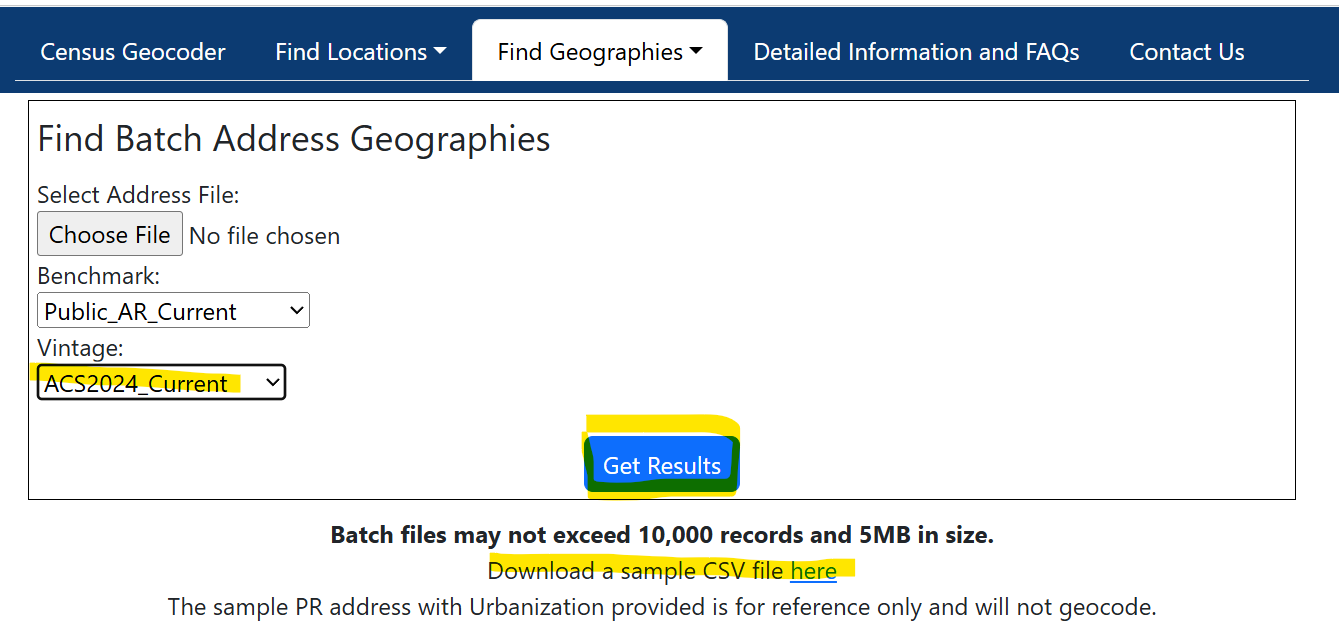 Census Geocoder Find Locations Find Geographies Detailed Information and FAQs Contact Us
Find Batch Address Geographies
Select Address File:
Choose File No file chosen
Benchmark:
Public_AR_Current
Vintage:
ACS2024_Current
Get Results
Batch files may not exceed 10,000 records and 5MB in size.
Download a sample CSV file here
The sample PR address with Urbanization provided is for reference only and will not geocode.